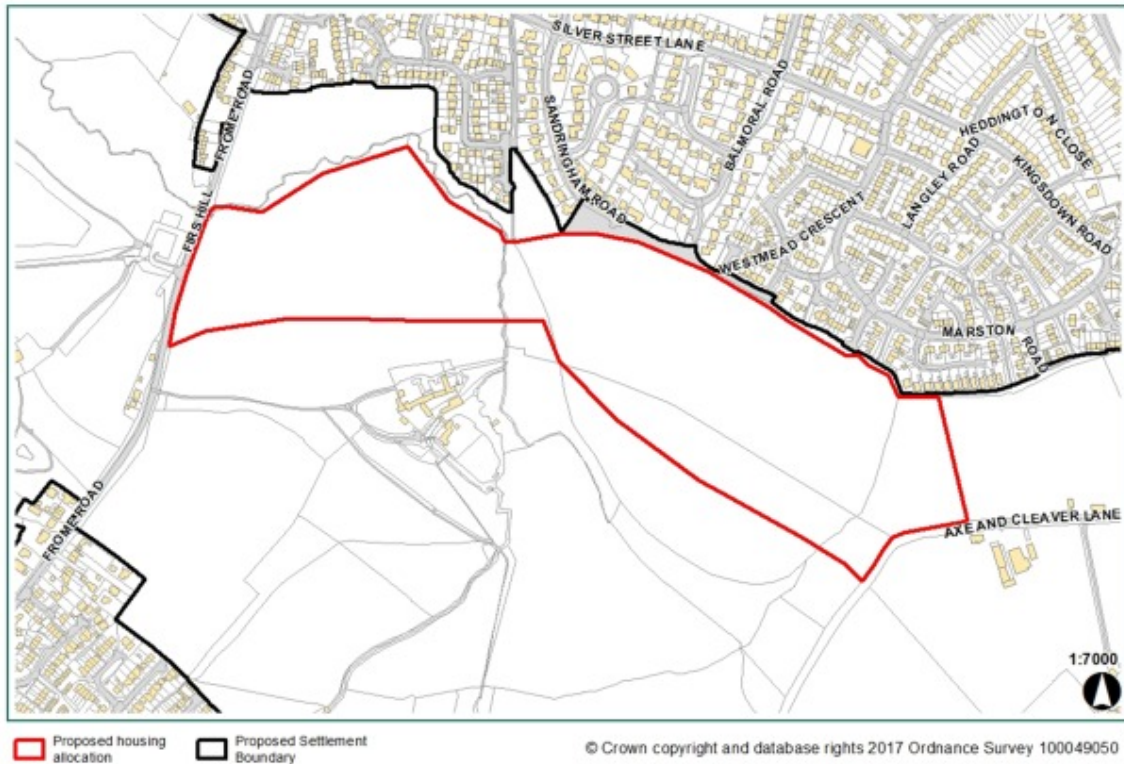 SILVER STREET LANE
FROME ROAD
SANDRINGHAM ROAD
BALMORAL ROAD
HEDDINGTON CLOSE
LANGLEY ROAD
KINGSDOWN ROAD
FIRS HILL
WESTMEAD CRESCENT
MARSTON
ROAD
FROME ROAD
AXE AND CLEAVER LANE
1:7000
Proposed housing
allocation
Proposed Settlement
Boundary
© Crown copyright and database rights 2017 Ordnance Survey 100049050